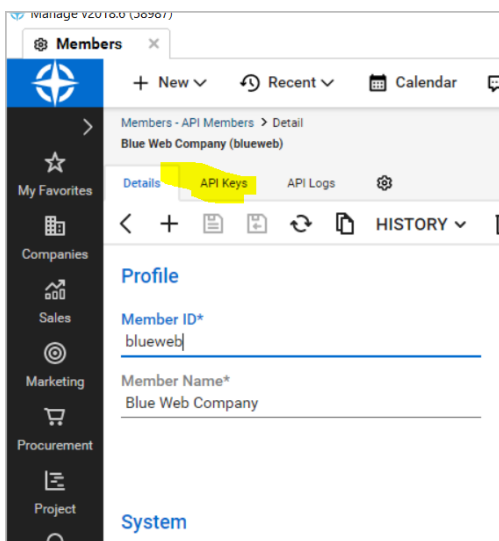 Manage v2018.6 (58987)
Members
New
Recent
Calendar
Members - API Members > Detail
Blue Web Company (blueweb)
My Favorites
Details
API Keys
API Logs
HISTORY
Companies
Profile
Sales
Member ID*
blueweb
Marketing
Member Name*
Blue Web Company
Procurement
Project
System